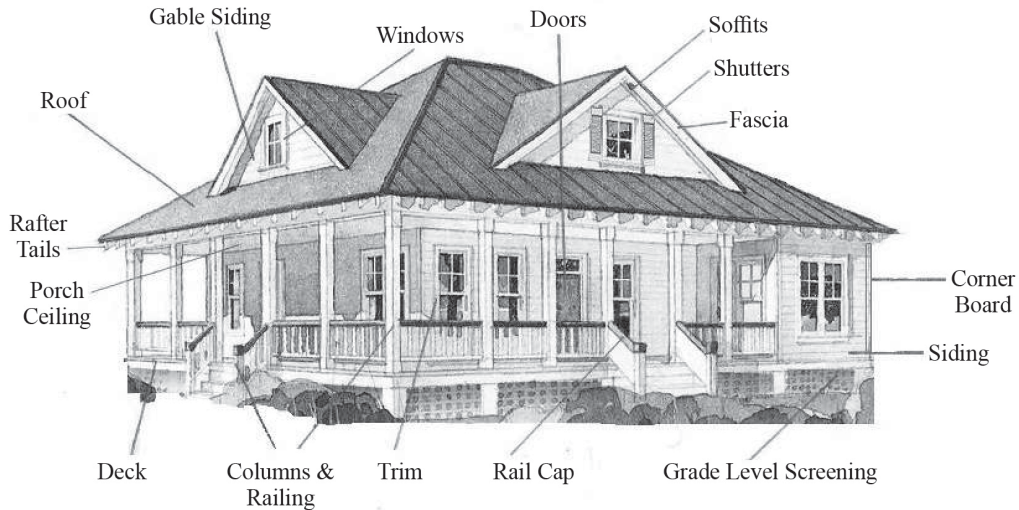 Gable Siding
Windows
Doors
Soffits
Shutters
Fascia
Roof
Rafter
Tails
Porch
Ceiling
Corner
Board
Siding
Deck
Columns &
Railing
Trim
Rail Cap
Grade Level Screening